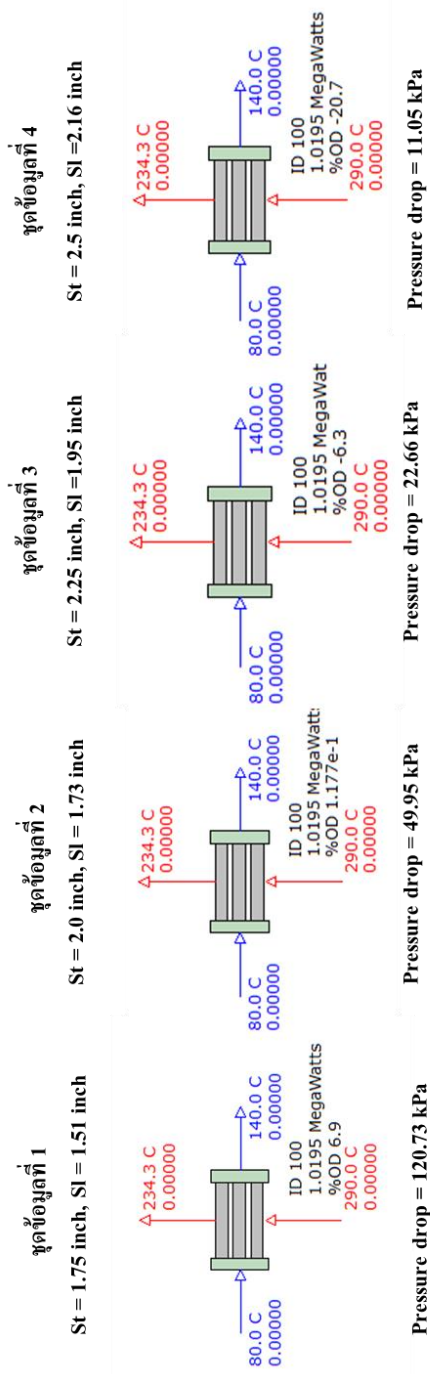 ชุดข้อมูลที่ 1
St = 1.75 inch, Sl = 1.51 inch
234.3 C
0.00000
80.0 C
0.00000
140.0 C
0.00000
ID 100
1.0195 MegaWatts
%OD 6.9
290.0 C
0.00000
Pressure drop = 120.73 kPa
ชุดข้อมูลที่ 2
St = 2.0 inch, Sl = 1.73 inch
234.3 C
0.00000
80.0 C
0.00000
140.0 C
0.00000
ID 100
1.0195 MegaWatts
%OD 1.177e-1
290.0 C
0.00000
Pressure drop = 49.95 kPa
ชุดข้อมูลที่ 3
St = 2.25 inch, Sl =1.95 inch
234.3 C
0.00000
80.0 C
0.00000
140.0 C
0.00000
ID 100
1.0195 MegaWat
%OD -6.3
290.0 C
0.00000
Pressure drop = 22.66 kPa
ชุดข้อมูลที่ 4
St = 2.5 inch, Sl =2.16 inch
234.3 C
0.00000
80.0 C
0.00000
140.0 C
0.00000
ID 100
1.0195 MegaWatts
%OD -20.7
290.0 C
0.00000
Pressure drop = 11.05 kPa